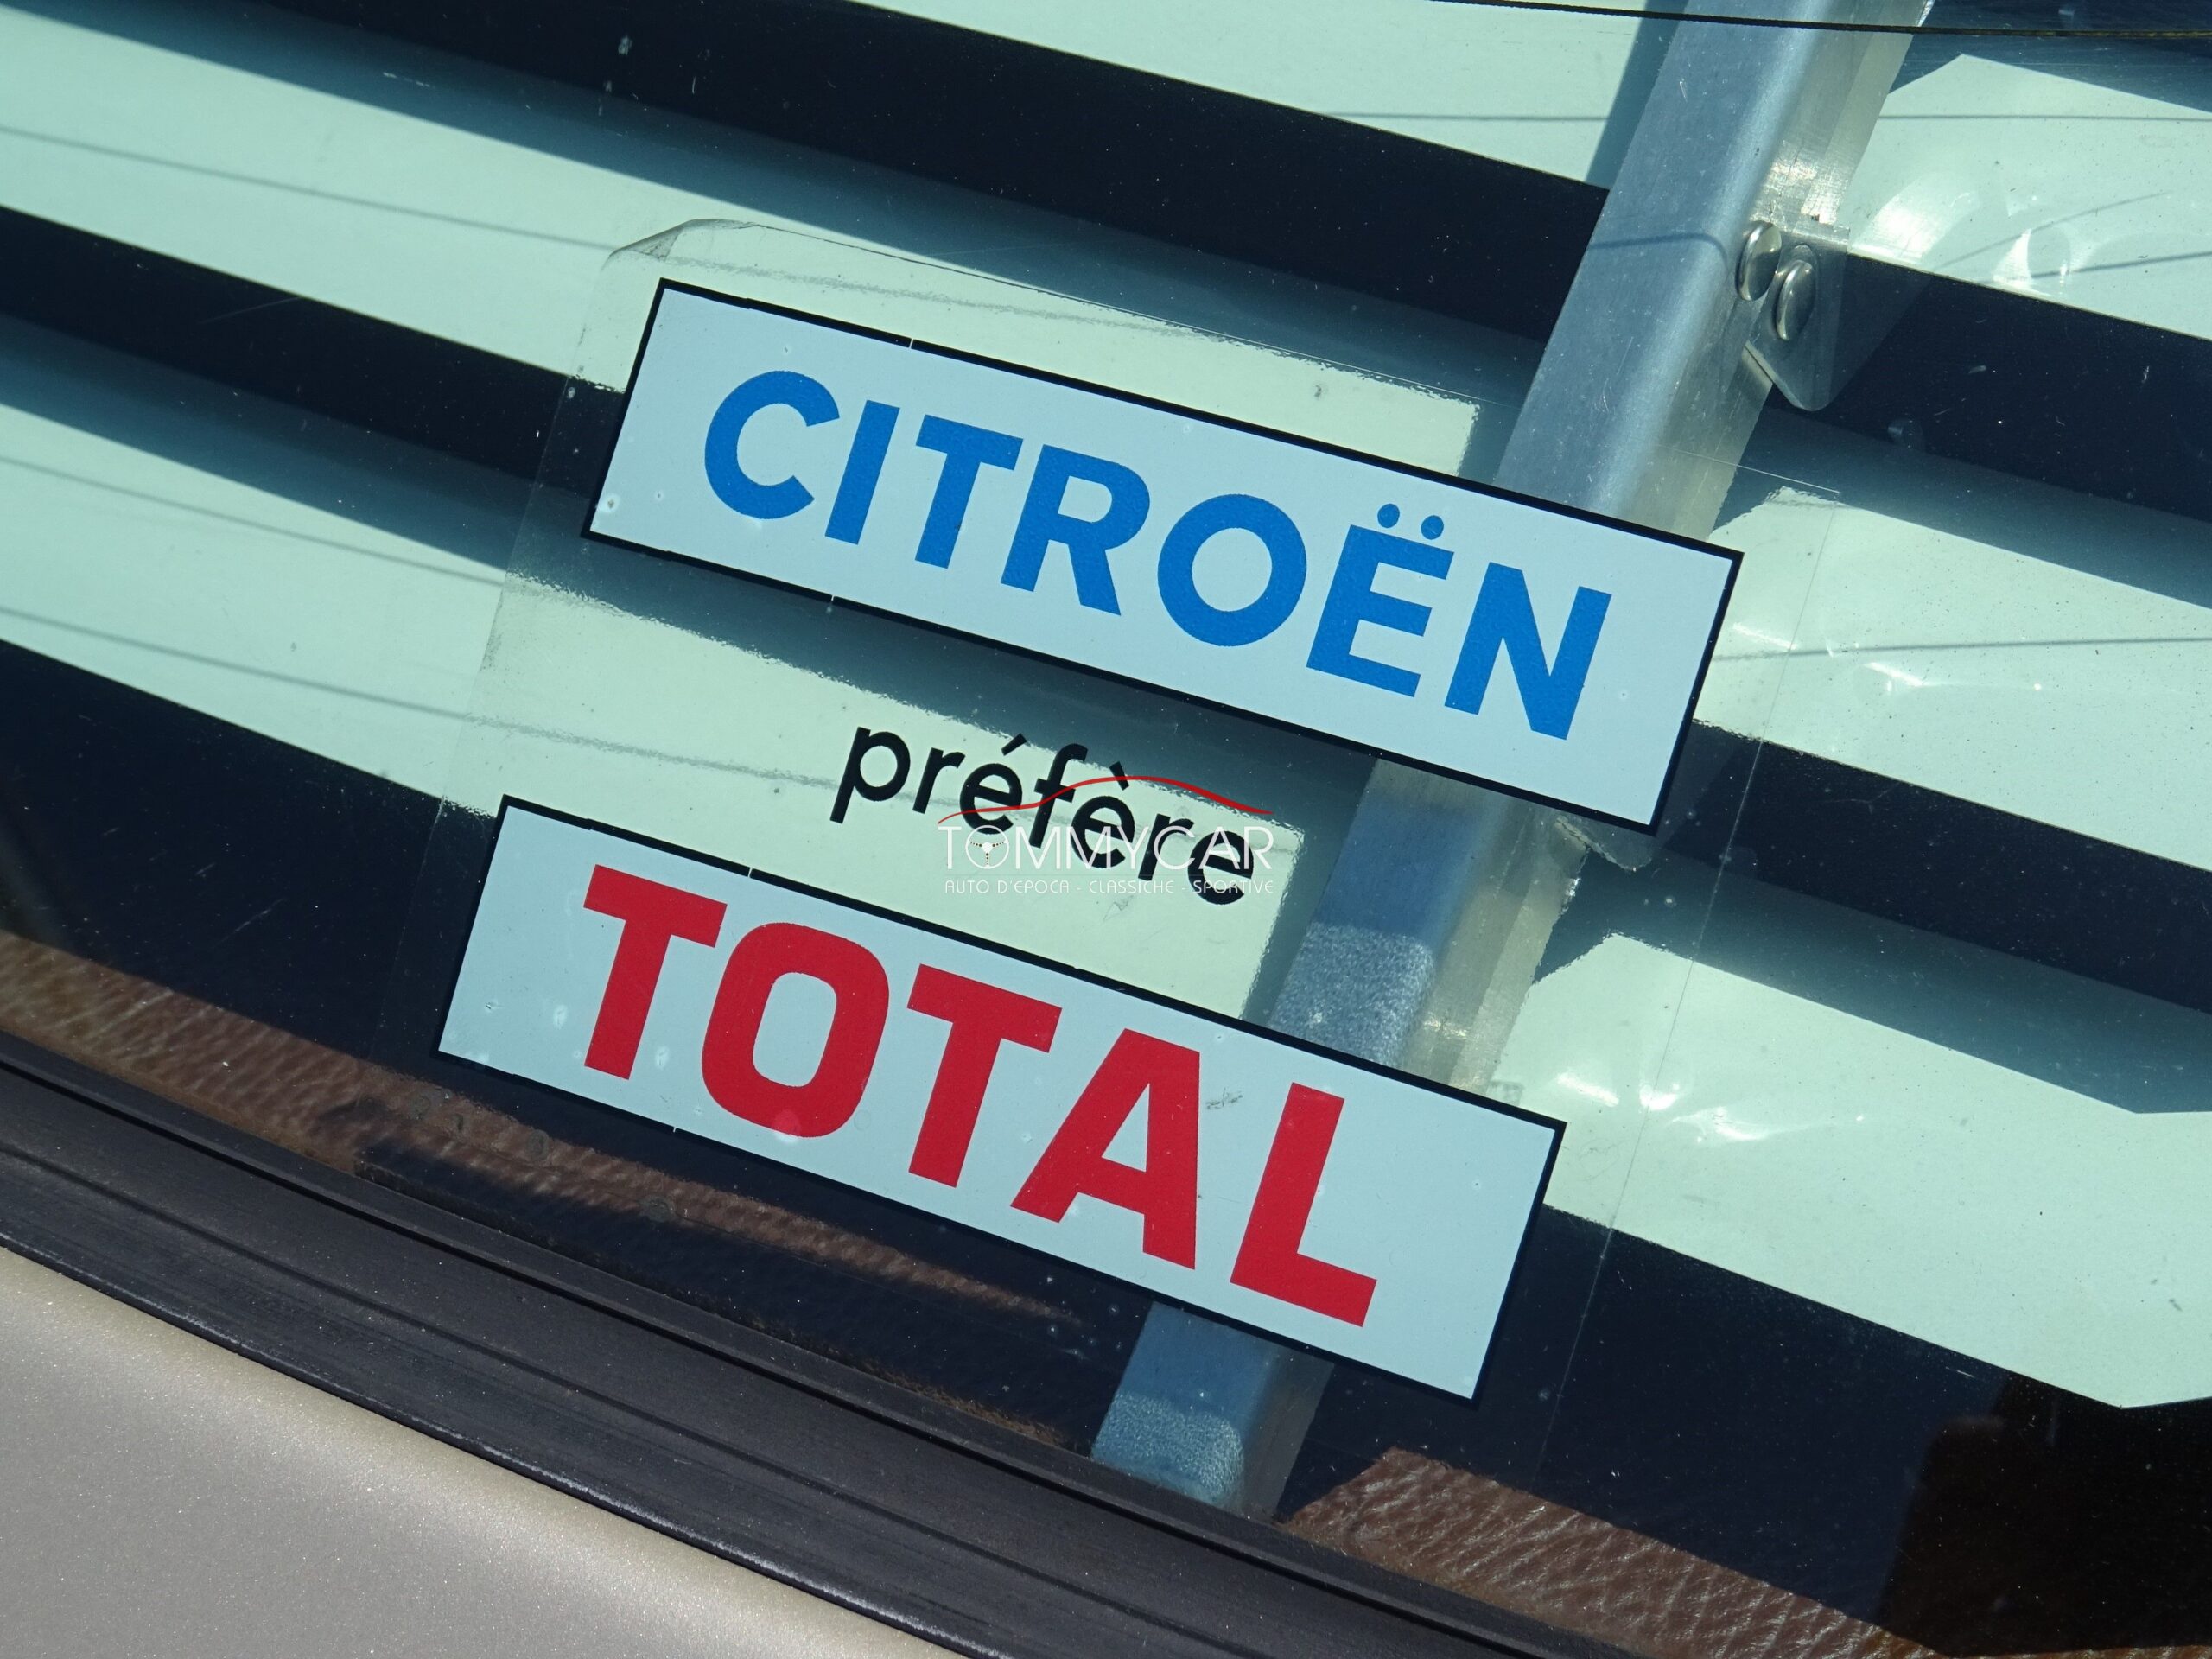 CITROËN
préfère
TOMMYCAR
AUTO D'EPOCA - CLASSICHE - SPORTIVE
TOTAL